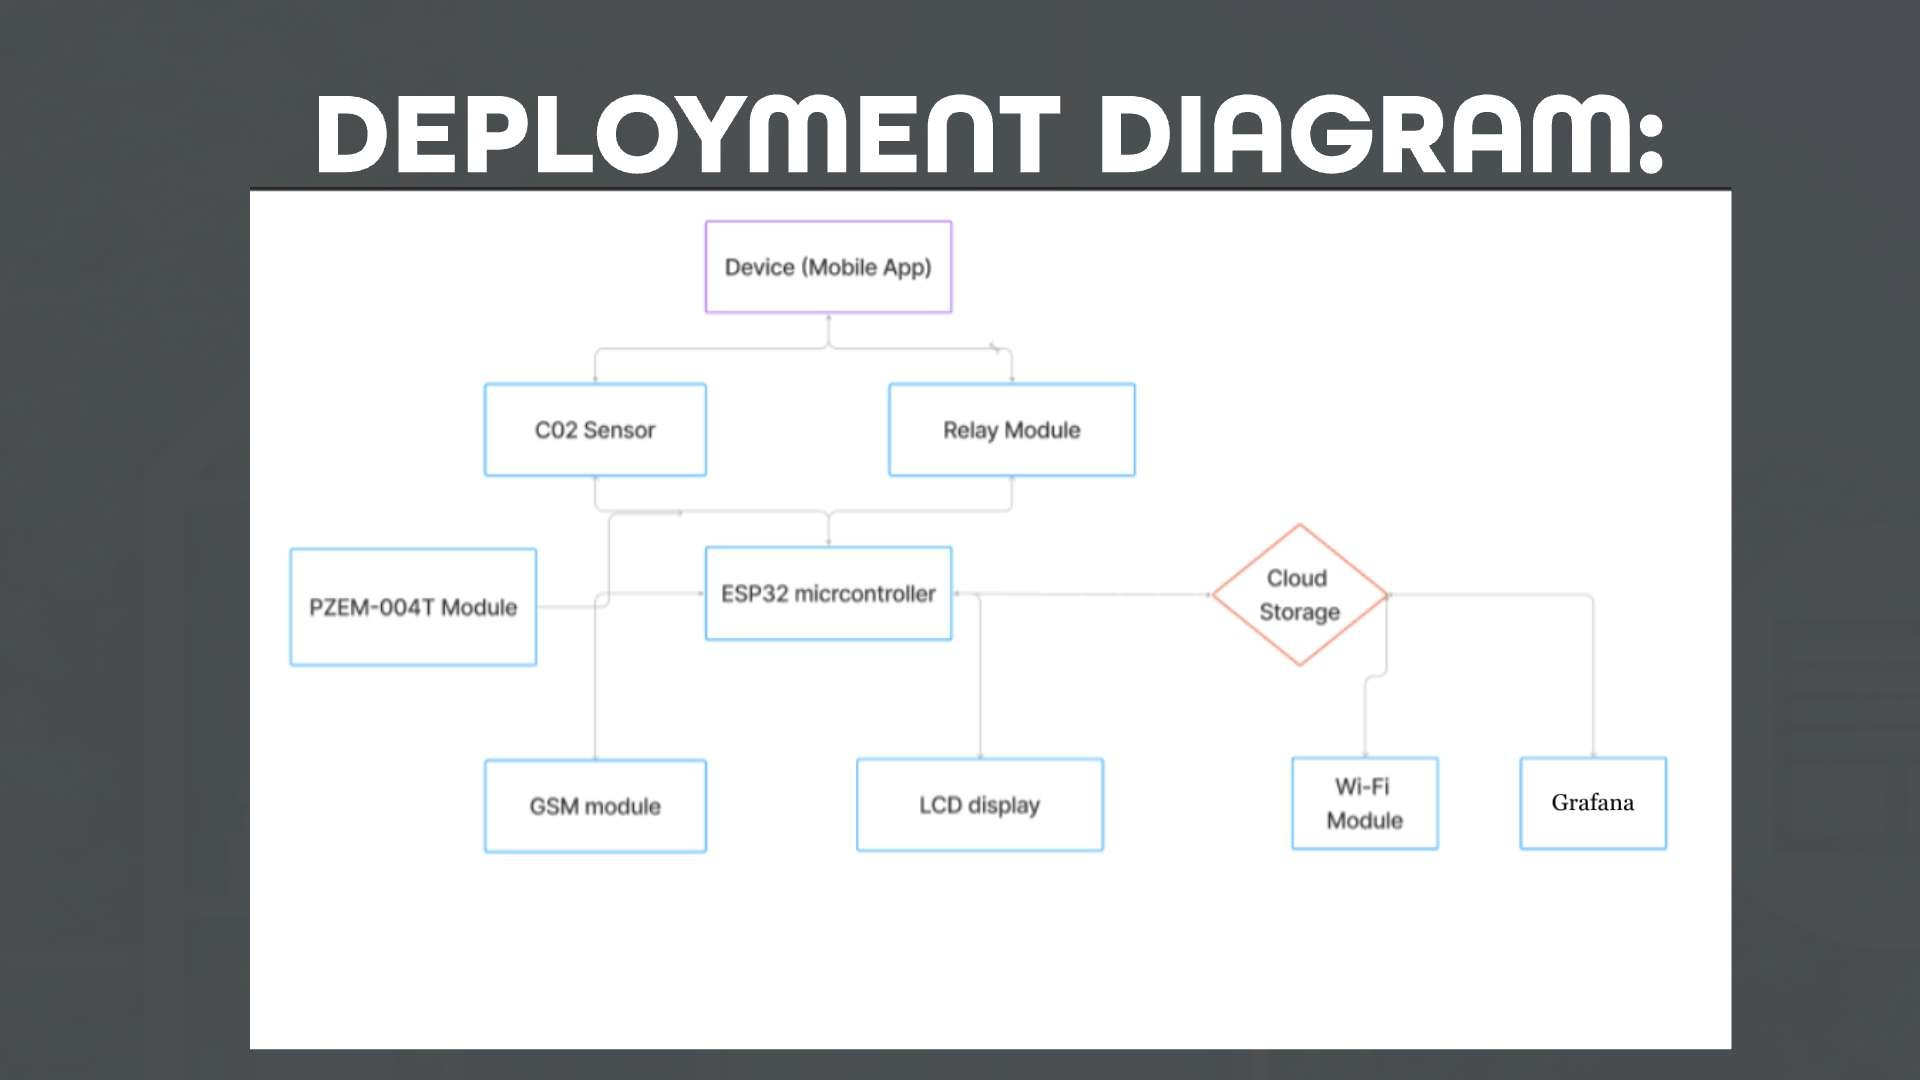 DEPLOYMENT DIAGRAM:
Device (Mobile App)
C02 Sensor
Relay Module
PZEM-004T Module
ESP32 micrcontroller
Cloud
Storage
GSM module
LCD display
Wi-Fi
Module
Grafana